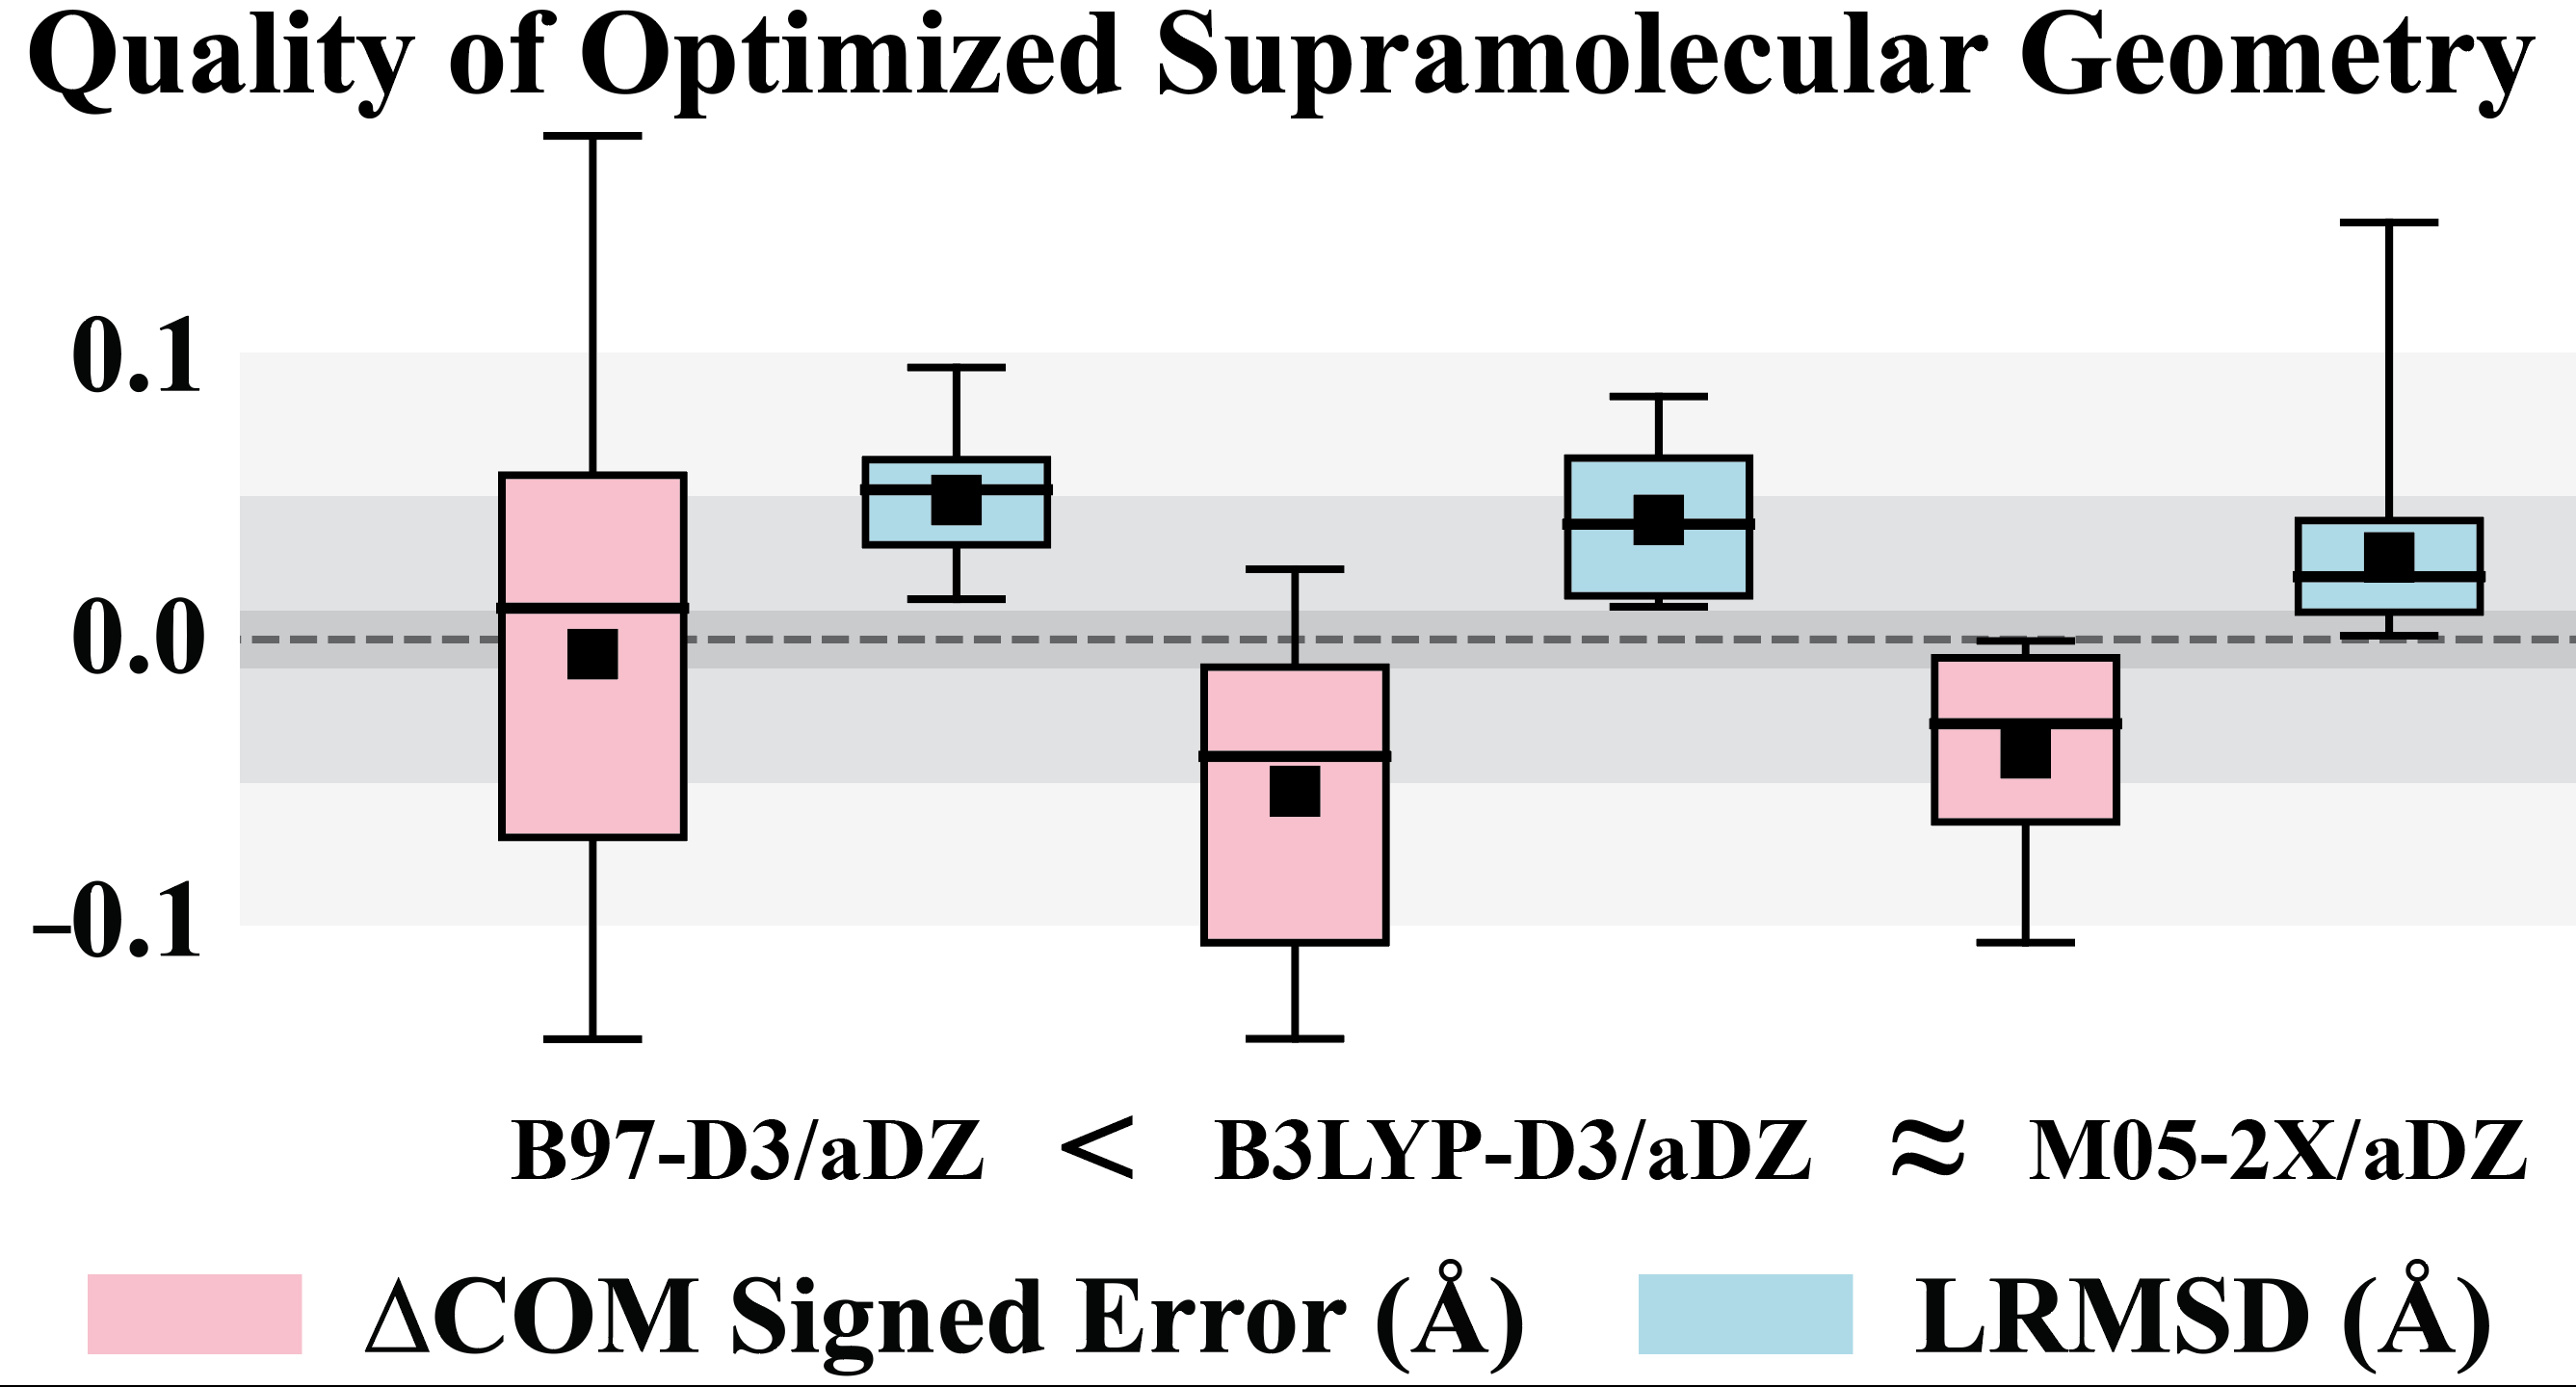 Quality of Optimized Supramolecular Geometry
0.1
0.0
-0.1
B97-D3/aDZ < B3LYP-D3/aDZ ≈ M05-2X/aDZ
ΔCOM Signed Error (Å) LRMSD (Å)